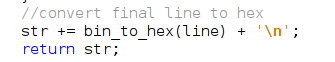 //convert final line to hex
str += bin_to_hex(line) + '\n';
return str;